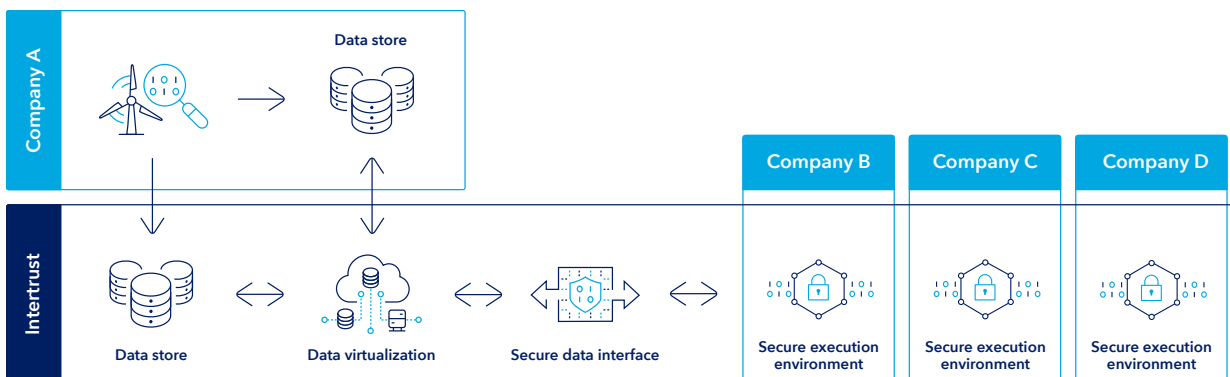 Company A
Data store
Company B
Company C
Company D
Intertrust
Data store
Data virtualization
Secure data interface
Secure execution
environment
Secure execution
environment
Secure execution
environment